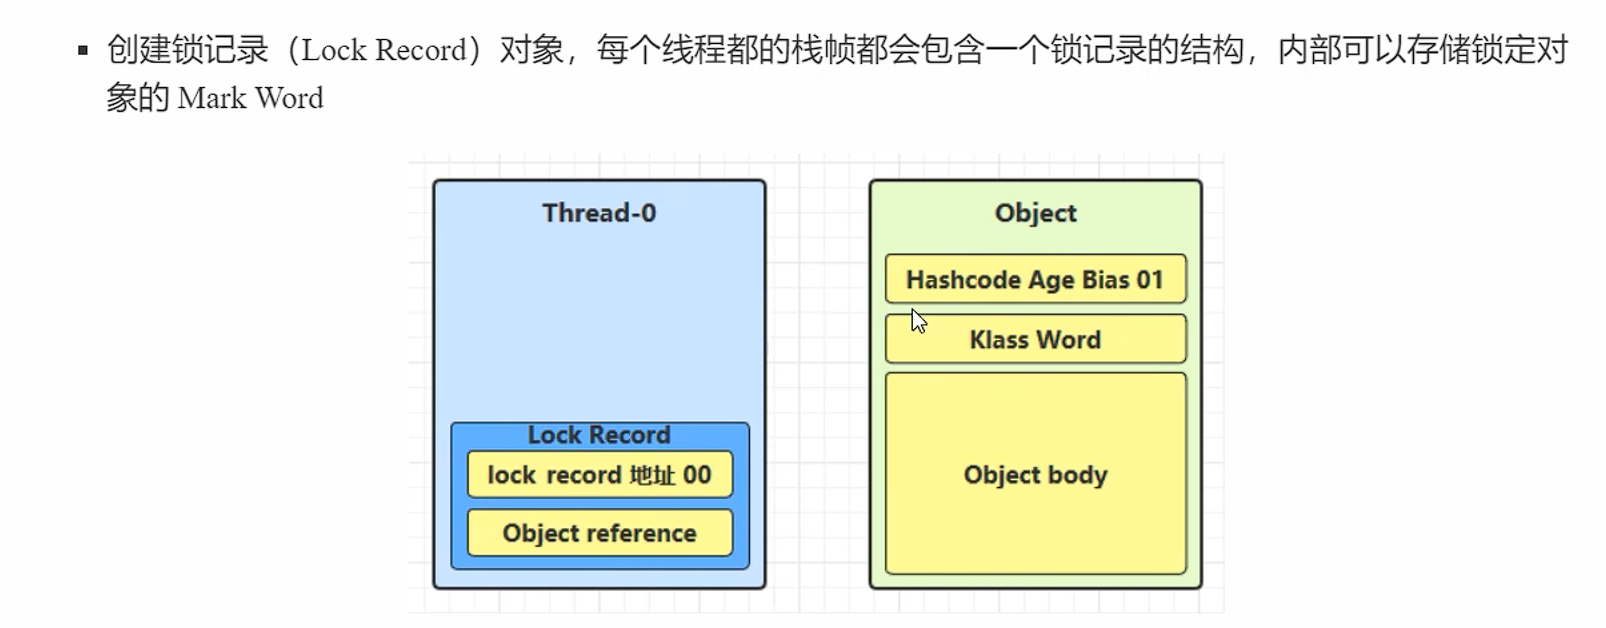 ▪ 创建锁记录（Lock Record）对象，每个线程都的栈帧都会包含一个锁记录的结构，内部可以存储锁定对
象的 Mark Word
Thread-0
Lock Record
lock record 地址 00
Object reference
Object
Hashcode Age Bias 01
Klass Word
Object body